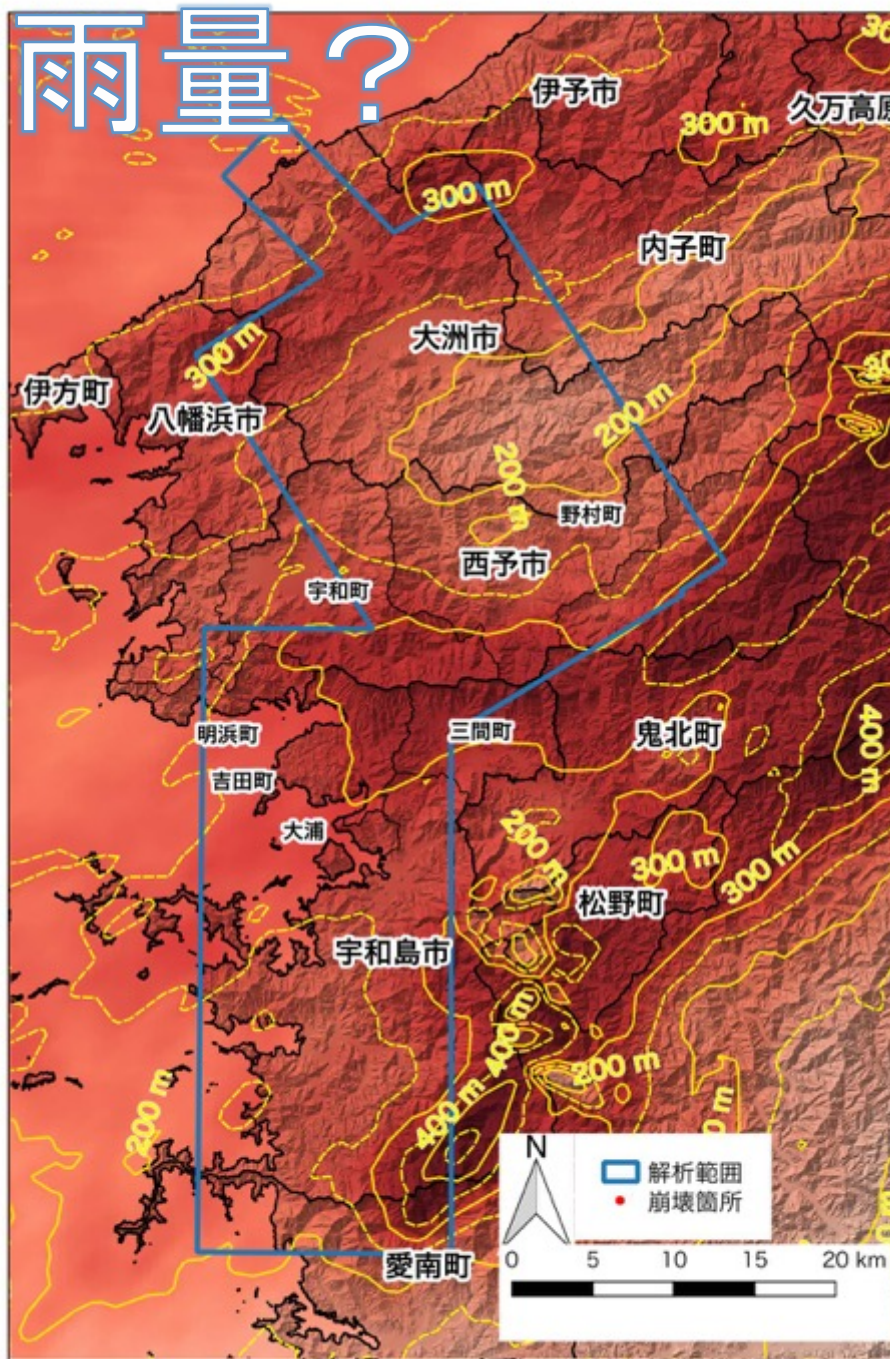 雨量?
伊予市
久万高原
300 m
300 m
内子町
大洲市
300 m
伊方町
八幡浜市
200 m
200 m
野村町
西予市
宇和町
明浜町
三間町
鬼北町
400 m
吉田町
大浦
200 m
300 m
300 m
松野町
宇和島市
400 m
200 m
400 m
200 m
N
解析範囲
崩壊箇所
0 5 10 15 20 km
愛南町